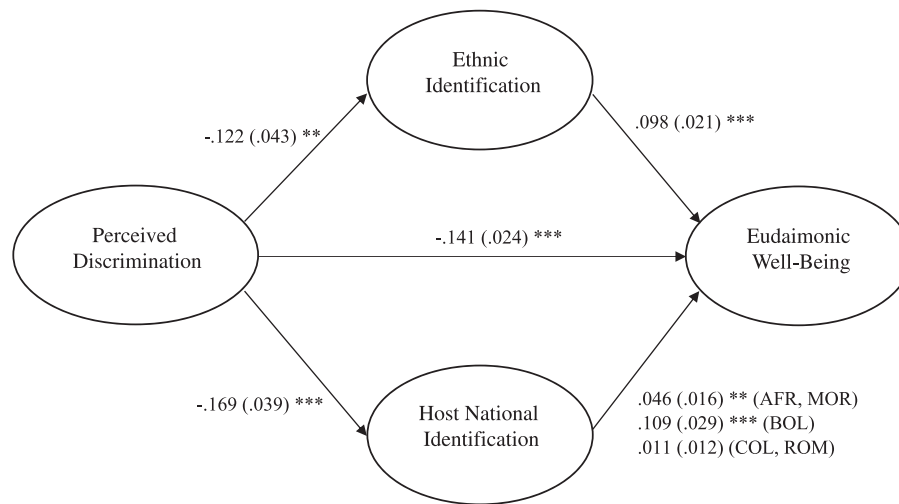 Ethnic
Identification
-.122 (.043) **
.098 (.021) ***
Perceived
Discrimination
-.141 (.024) ***
Eudaimonic
Well-Being
-.169 (.039) ***
Host National
Identification
.046 (.016) ** (AFR, MOR)
.109 (.029) *** (BOL)
.011 (.012) (COL, ROM)